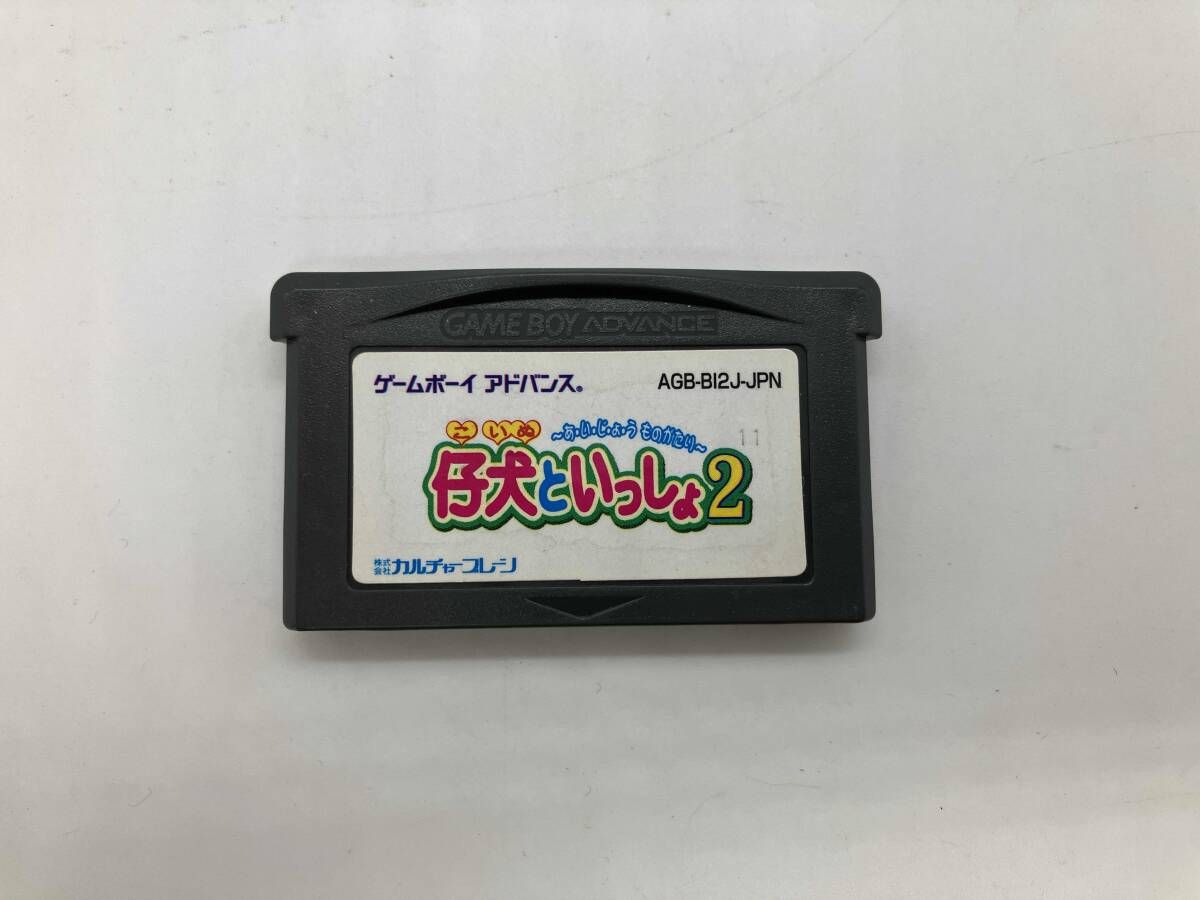 GAME BOY ADVANCE
ゲームボーイ アドバンス® AGB-BI2J-JPN
こいぬ ～あ・い・じ・ょ・う ものがたり～
11
仔犬といっしょ2
株式会社 カルチャーブレーン